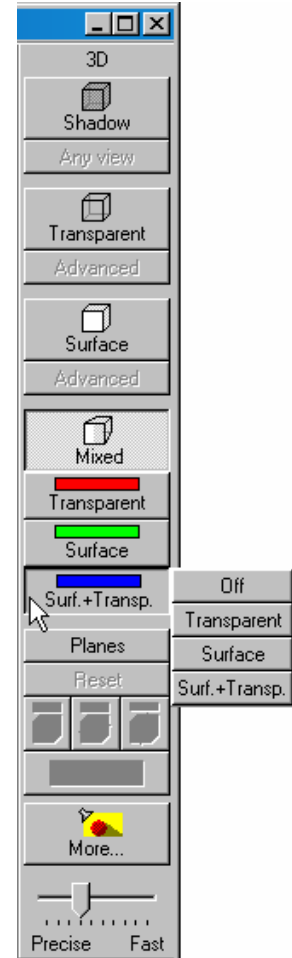 3D
Shadow
Any view
Transparent
Advanced
Surface
Advanced
Mixed
Transparent
Surface
Surf.+Transp.
Off
Transparent
Surface
Surf.+Transp.
Planes
Reset
More...
Precise Fast